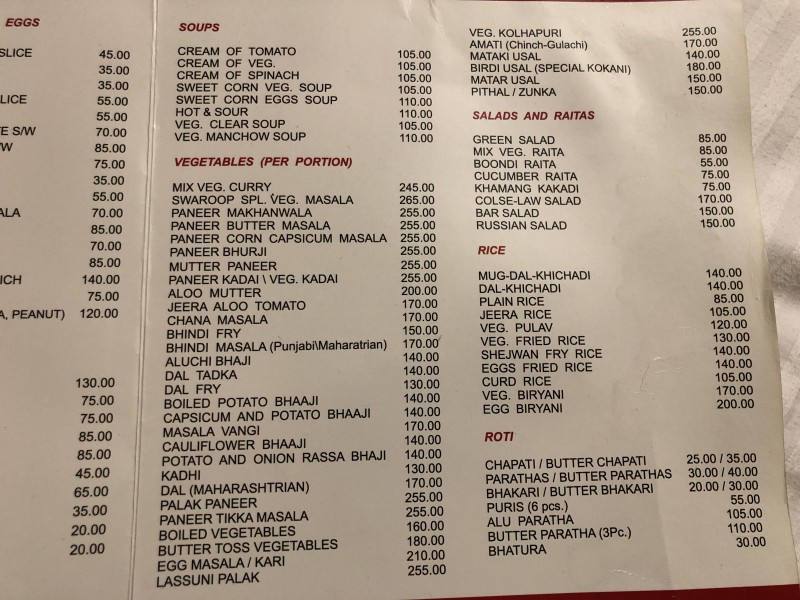 EGGS
SLICE 45.00
35.00
35.00
LICE 55.00
55.00
E S/W 70.00
/W 85.00
75.00
35.00
55.00
ALA 70.00
85.00
70.00
85.00
ICH 140.00
75.00
A, PEANUT) 120.00
130.00
75.00
75.00
85.00
85.00
45.00
65.00
35.00
20.00
20.00
SOUPS
CREAM OF TOMATO 105.00
CREAM OF VEG. 105.00
CREAM OF SPINACH 105.00
SWEET CORN VEG. SOUP 105.00
SWEET CORN EGGS SOUP 110.00
HOT & SOUR 110.00
VEG. CLEAR SOUP 105.00
VEG. MANCHOW SOUP 110.00
VEGETABLES (PER PORTION)
MIX VEG. CURRY 245.00
SWAROOP SPL. VEG. MASALA 265.00
PANEER MAKHANWALA 255.00
PANEER BUTTER MASALA 255.00
PANEER CORN CAPSICUM MASALA 255.00
PANEER BHURJI 255.00
MUTTER PANEER 255.00
PANEER KADAI \ VEG. KADAI 255.00
ALOO MUTTER 200.00
JEERA ALOO TOMATO 170.00
CHANA MASALA 170.00
BHINDI FRY 150.00
BHINDI MASALA (Punjabi\Maharatrian) 170.00
ALUCHI BHAJI 140.00
DAL TADKA 140.00
DAL FRY 130.00
BOILED POTATO BHAAJI 140.00
CAPSICUM AND POTATO BHAAJI 140.00
MASALA VANGI 170.00
CAULIFLOWER BHAAJI 140.00
POTATO AND ONION RASSA BHAJI 140.00
KADHI 130.00
DAL (MAHARASHTRIAN) 170.00
PALAK PANEER 255.00
PANEER TIKKA MASALA 255.00
BOILED VEGETABLES 160.00
BUTTER TOSS VEGETABLES 180.00
EGG MASALA / KARI 210.00
LASSUNI PALAK 255.00
VEG. KOLHAPURI 255.00
AMATI (Chinch-Gulachi) 170.00
MATAKI USAL 140.00
BIRDI USAL (SPECIAL KOKANI) 180.00
MATAR USAL 150.00
PITHAL / ZUNKA 150.00
SALADS AND RAITAS
GREEN SALAD 85.00
MIX VEG. RAITA 85.00
BOONDI RAITA 55.00
CUCUMBER RAITA 75.00
KHAMANG KAKADI 75.00
COLSE-LAW SALAD 170.00
BAR SALAD 150.00
RUSSIAN SALAD 150.00
RICE
MUG-DAL-KHICHADI 140.00
DAL-KHICHADI 140.00
PLAIN RICE 85.00
JEERA RICE 105.00
VEG. PULAV 120.00
VEG. FRIED RICE 130.00
SHEJWAN FRY RICE 140.00
EGGS FRIED RICE 140.00
CURD RICE 105.00
VEG. BIRYANI 170.00
EGG BIRYANI 200.00
ROTI
CHAPATI / BUTTER CHAPATI 25.00 / 35.00
PARATHAS / BUTTER PARATHAS 30.00 / 40.00
BHAKARI / BUTTER BHAKARI 20.00 / 30.00
PURIS (6 pcs.) 55.00
ALU PARATHA 105.00
BUTTER PARATHA (3Pc.) 110.00
BHATURA 30.00